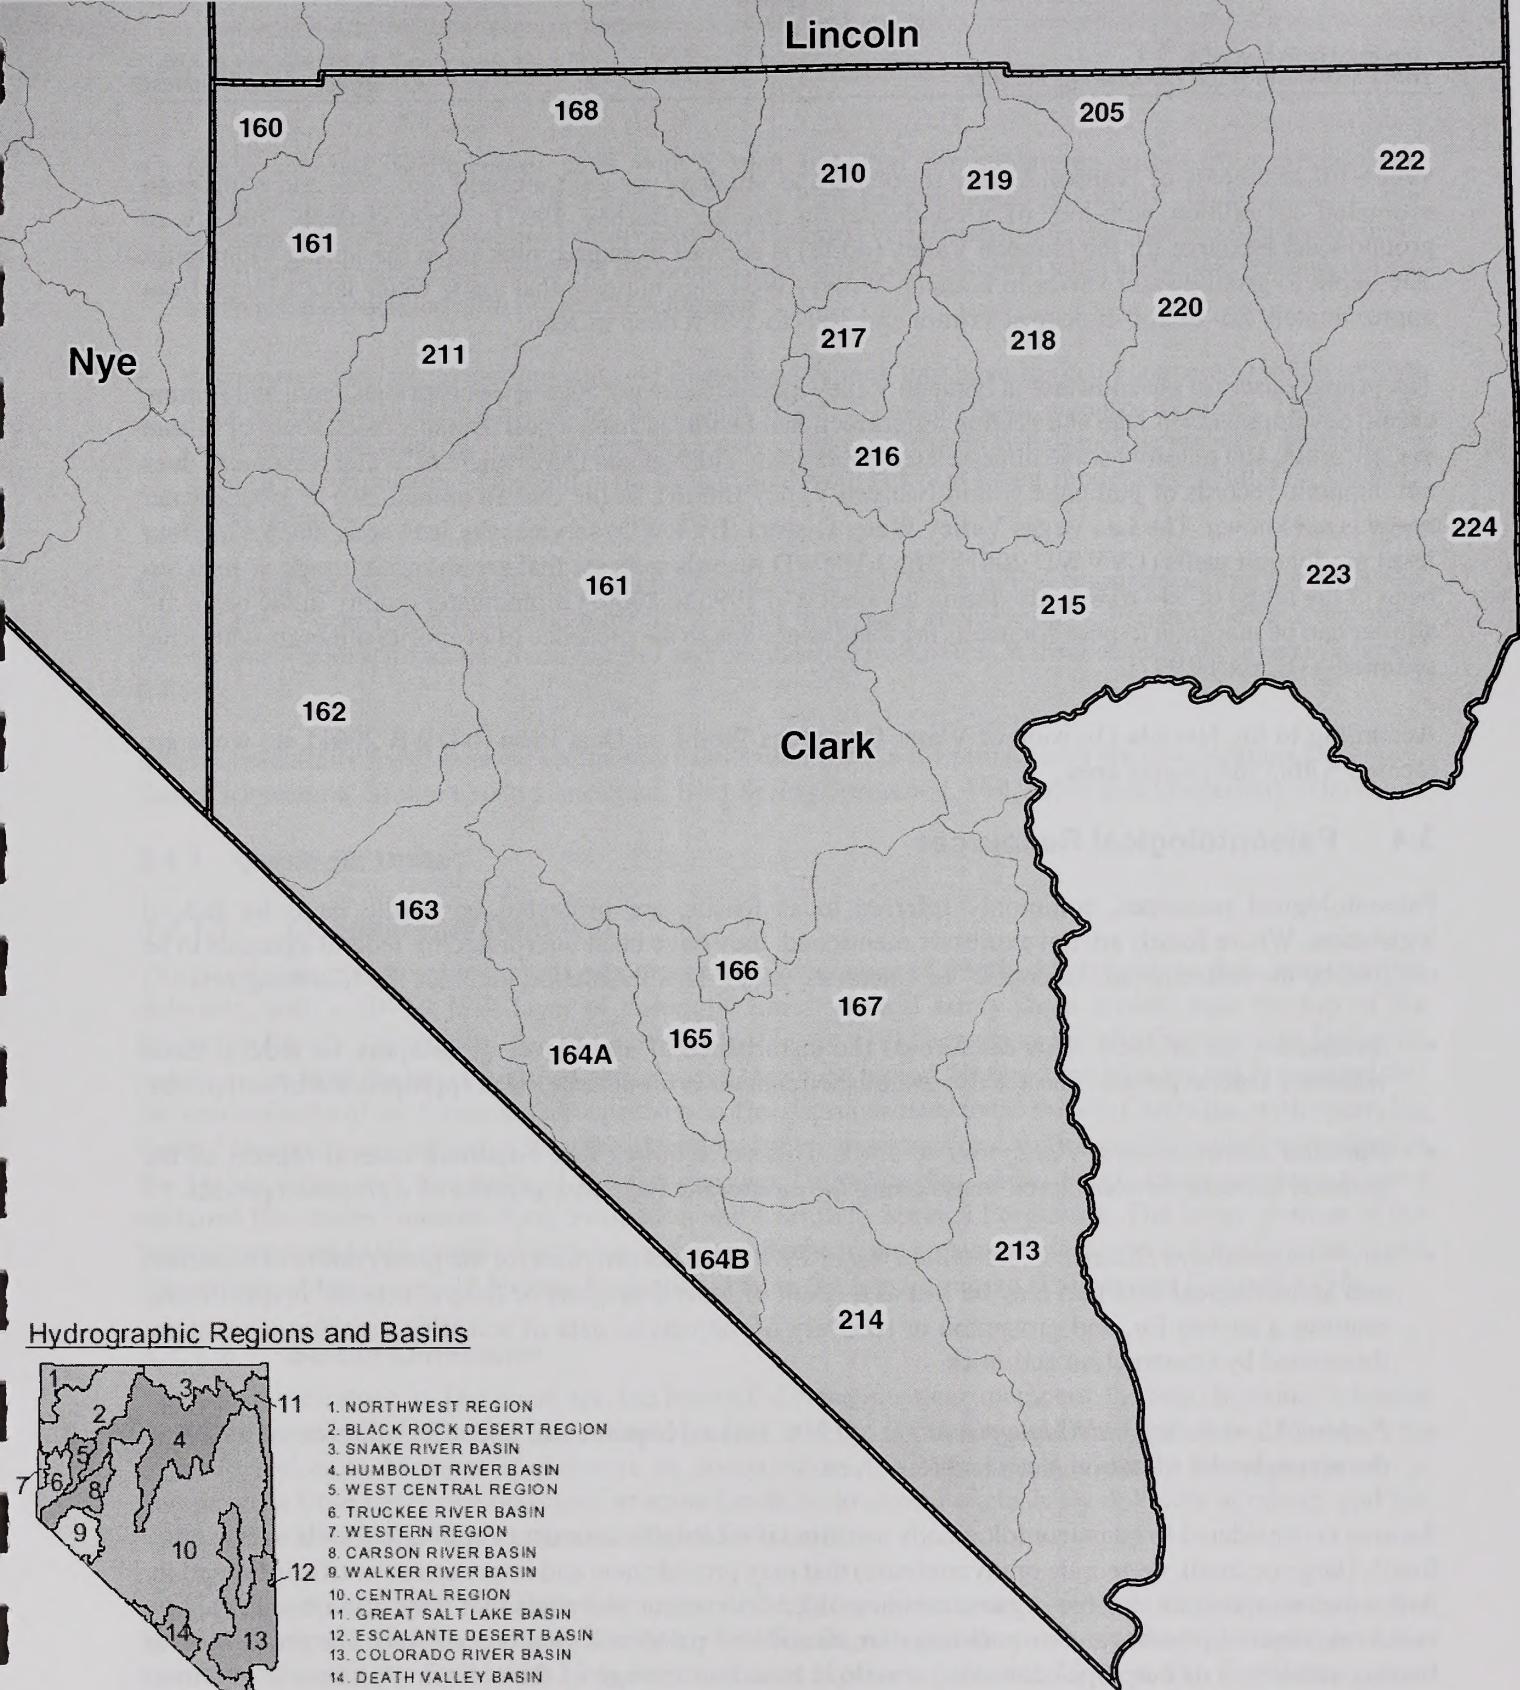 Lincoln
160
168
205
210
219
222
161
220
217
218
211
Nye
216
224
161
223
215
162
Clark
163
166
167
165
164A
213
164B
214
Hydrographic Regions and Basins
1
3
11
2
4
5
7
6
8
9
10
12
14
13
1. NORTHWEST REGION
2. BLACK ROCK DESERT REGION
3. SNAKE RIVER BASIN
4. HUMBOLDT RIVER BASIN
5. WEST CENTRAL REGION
6. TRUCKEE RIVER BASIN
7. WESTERN REGION
8. CARSON RIVER BASIN
9. WALKER RIVER BASIN
10. CENTRAL REGION
11. GREAT SALT LAKE BASIN
12. ESCALANTE DESERT BASIN
13. COLORADO RIVER BASIN
14. DEATH VALLEY BASIN